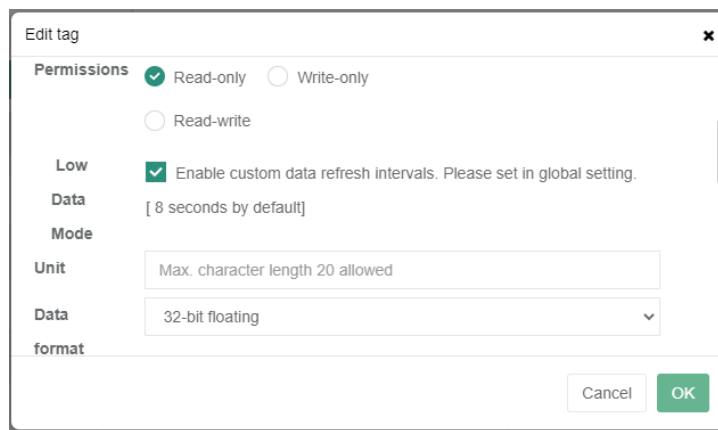 Edit tag
Permissions
Read-only
Write-only
Read-write
Low
Data
Mode
Enable custom data refresh intervals. Please set in global setting.
[ 8 seconds by default]
Unit
Max. character length 20 allowed
Data
format
32-bit floating
Cancel
OK